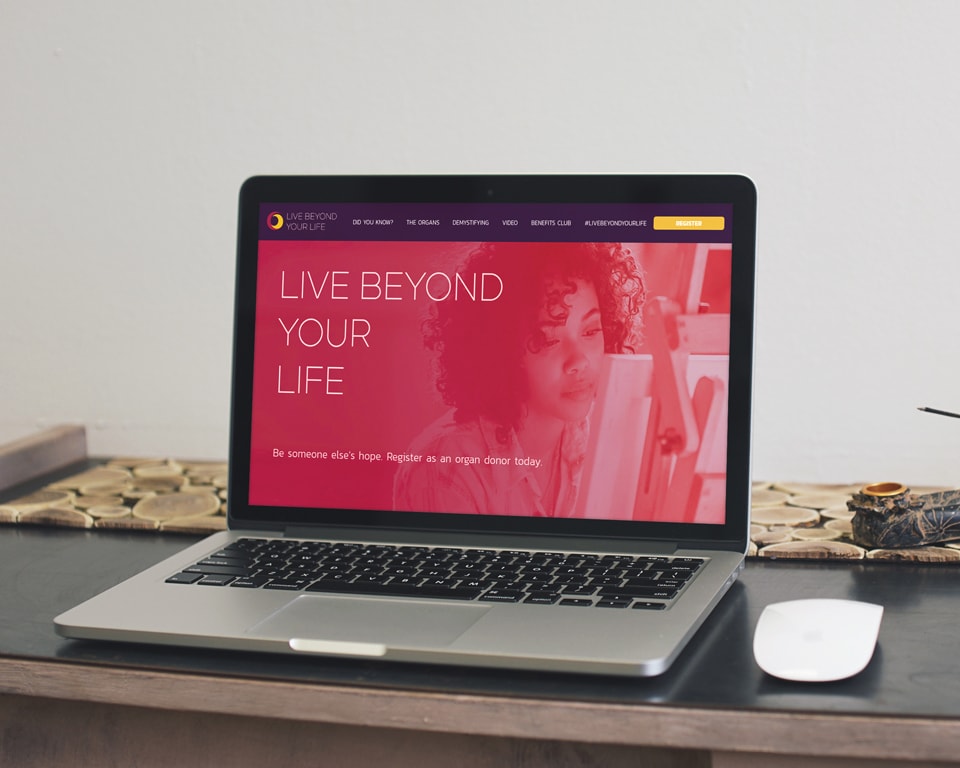 LIVE BEYOND
YOUR LIFE
DID YOU KNOW?
THE ORGANS
DEMYSTIFYING
VIDEO
BENEFITS CLUB
#LIVEBEYONDYOURLIFE
REGISTER
LIVE BEYOND
YOUR
LIFE
Be someone else's hope. Register as an organ donor today.